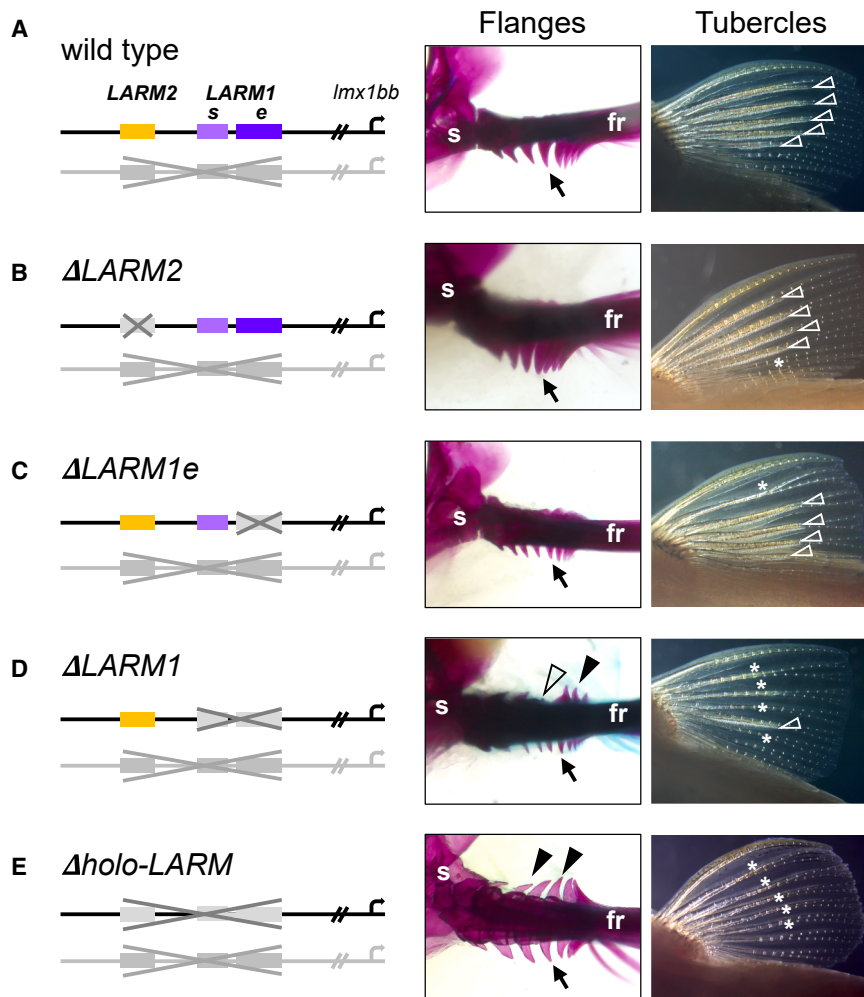 Flanges Tubercles
A
wild type
LARM2 LARM1 lmx1bb
s e
s fr
B ΔLARM2
s fr
*
C ΔLARM1e
s fr
*
D ΔLARM1
s fr
*
*
*
*
E Δholo-LARM
s fr
*
*
*
*
*